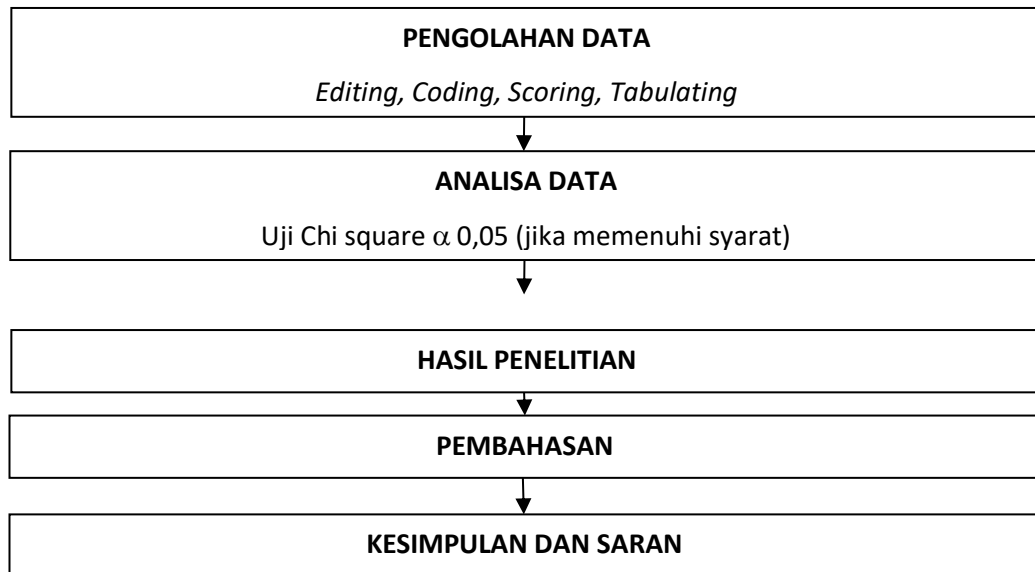 PENGOLAHAN DATA
Editing, Coding, Scoring, Tabulating
ANALISA DATA
Uji Chi square α 0,05 (jika memenuhi syarat)
HASIL PENELITIAN
PEMBAHASAN
KESIMPULAN DAN SARAN